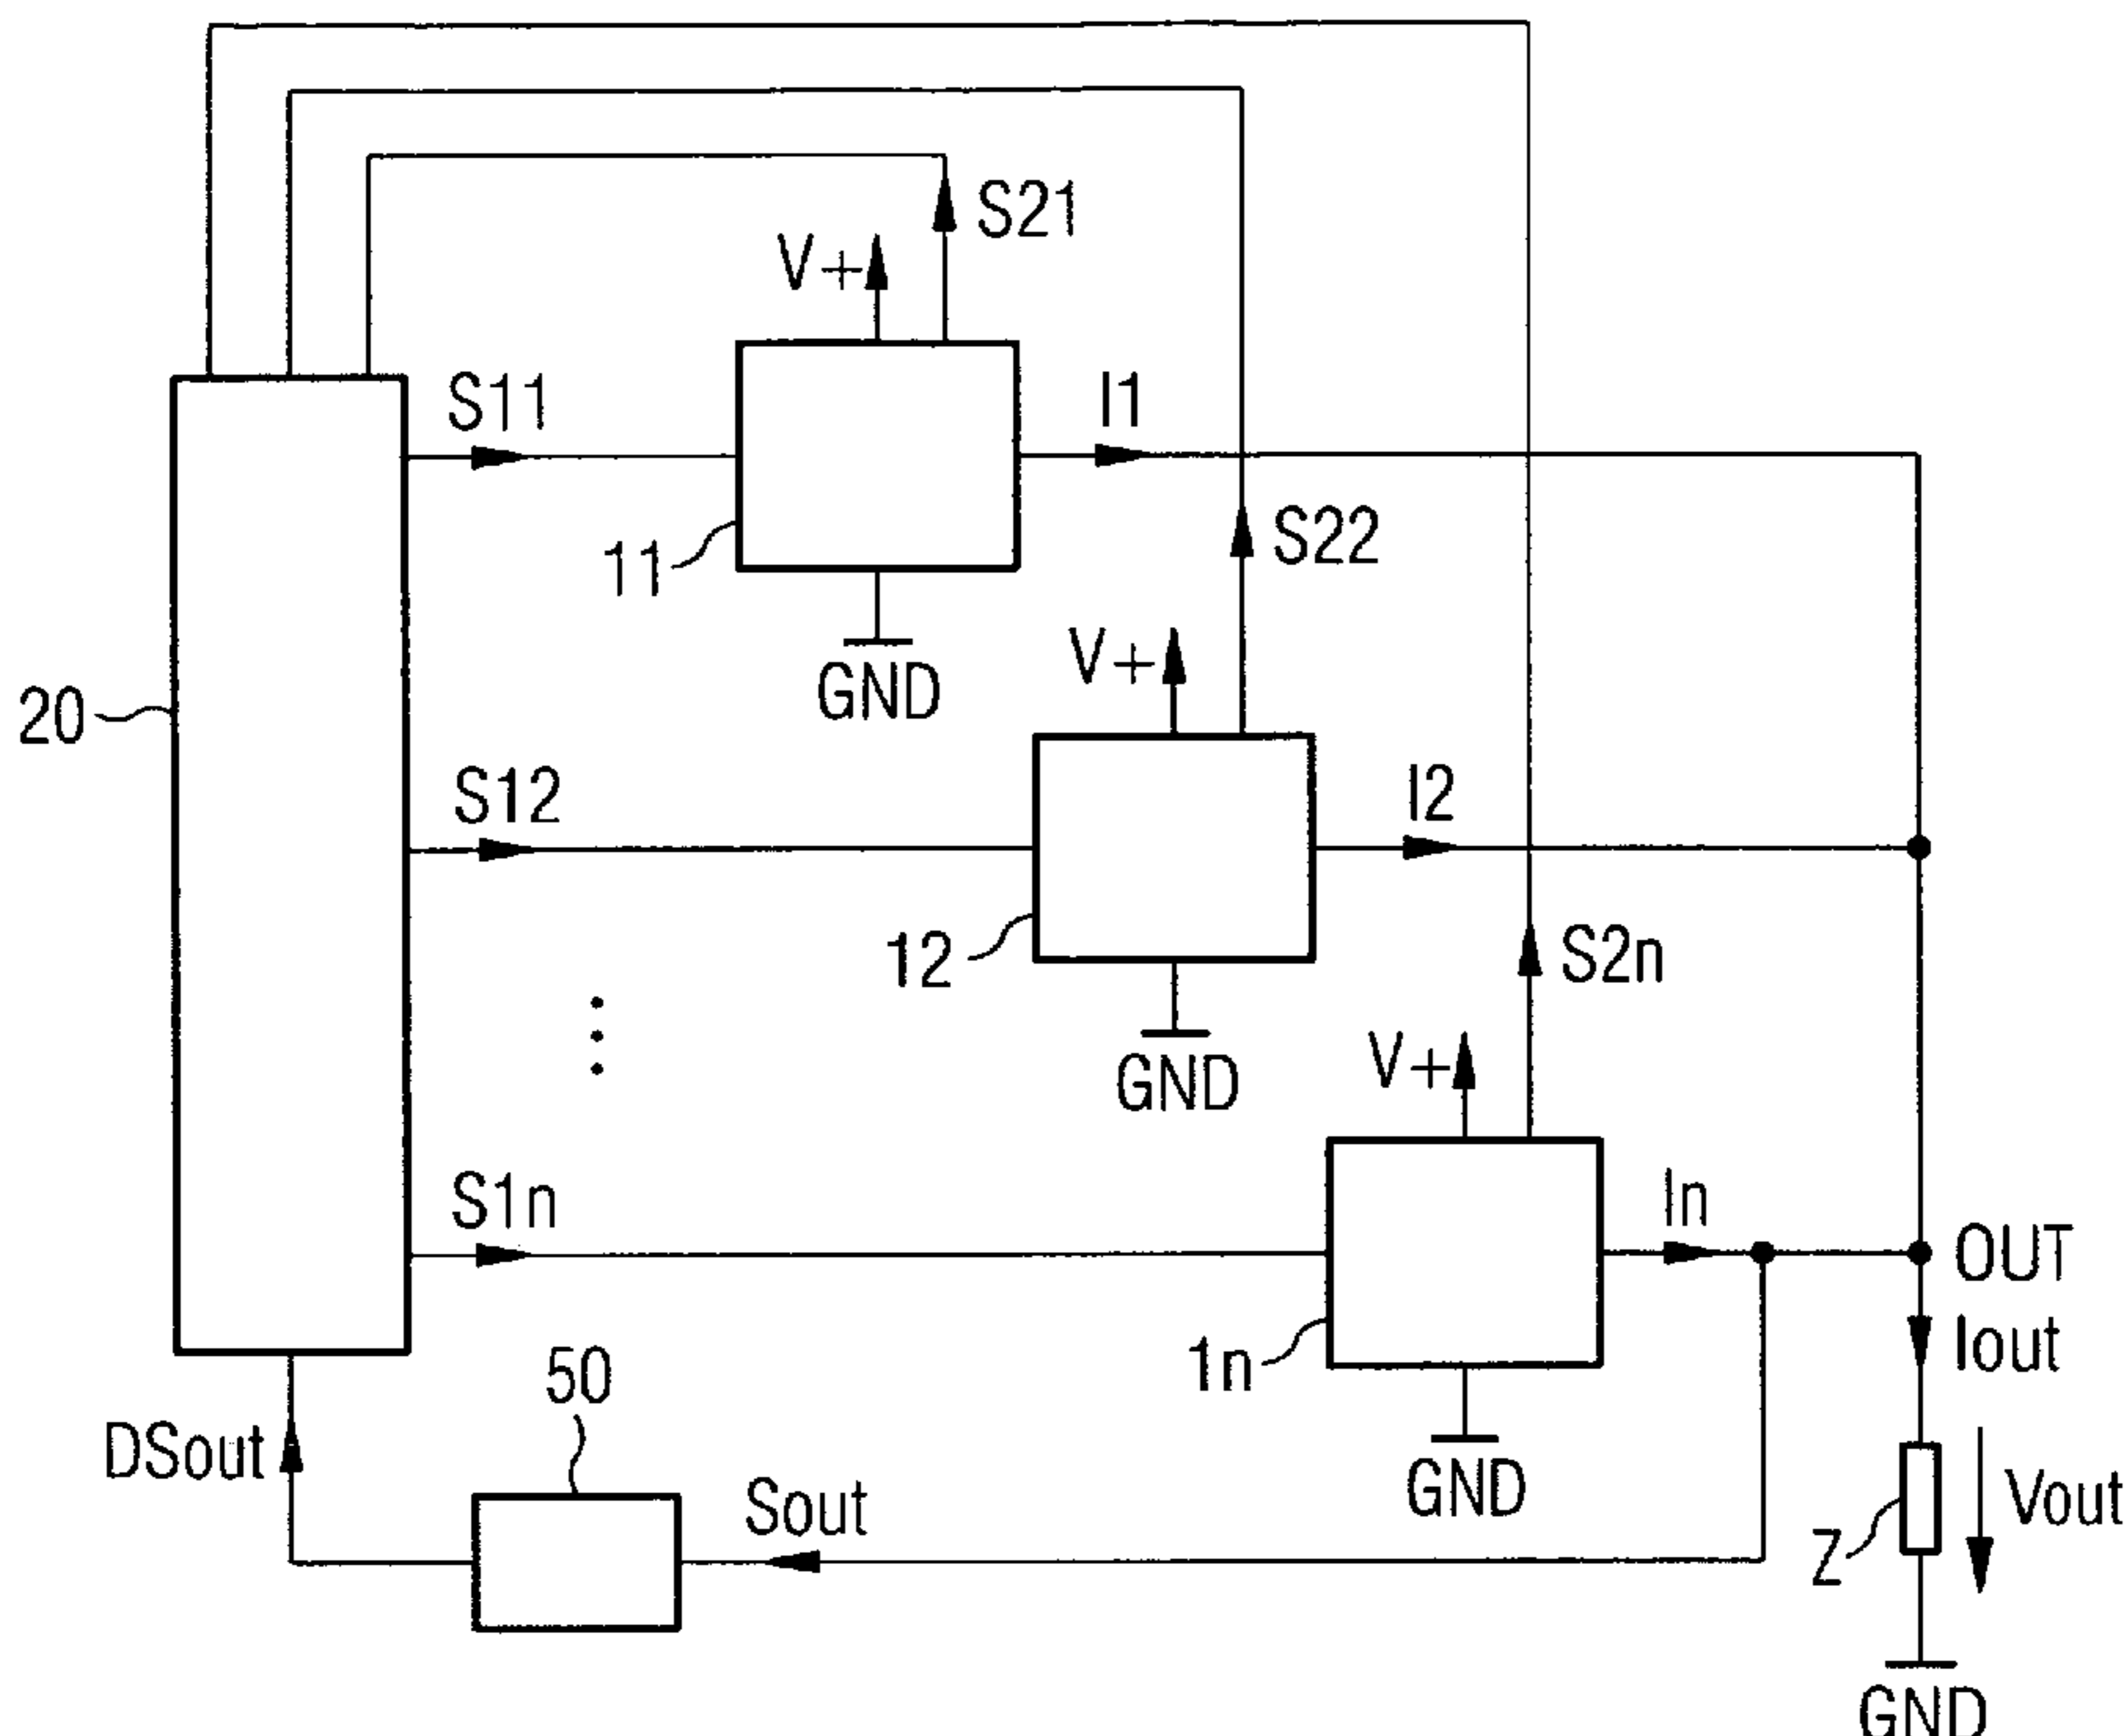 S21
V+
S11
I1
S22
11
V+
GND
20
S12
I2
12
S2n
V+
GND
S1n
In
OUT
1n
Iout
50
DSout
GND
Sout
Vout
Z
GND